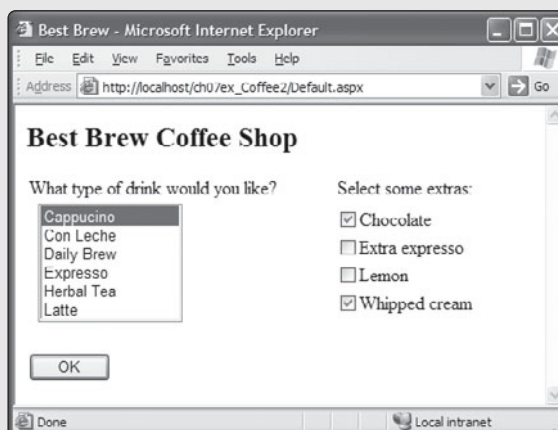 Best Brew - Microsoft Internet Explorer
File Edit View Favorites Tools Help
Address http://localhost/ch07ex_Coffee2/Default.aspx Go
Best Brew Coffee Shop
What type of drink would you like?
Cappucino
Con Leche
Daily Brew
Expresso
Herbal Tea
Latte
Select some extras:
Chocolate
Extra expresso
Lemon
Whipped cream
OK
Done Local intranet